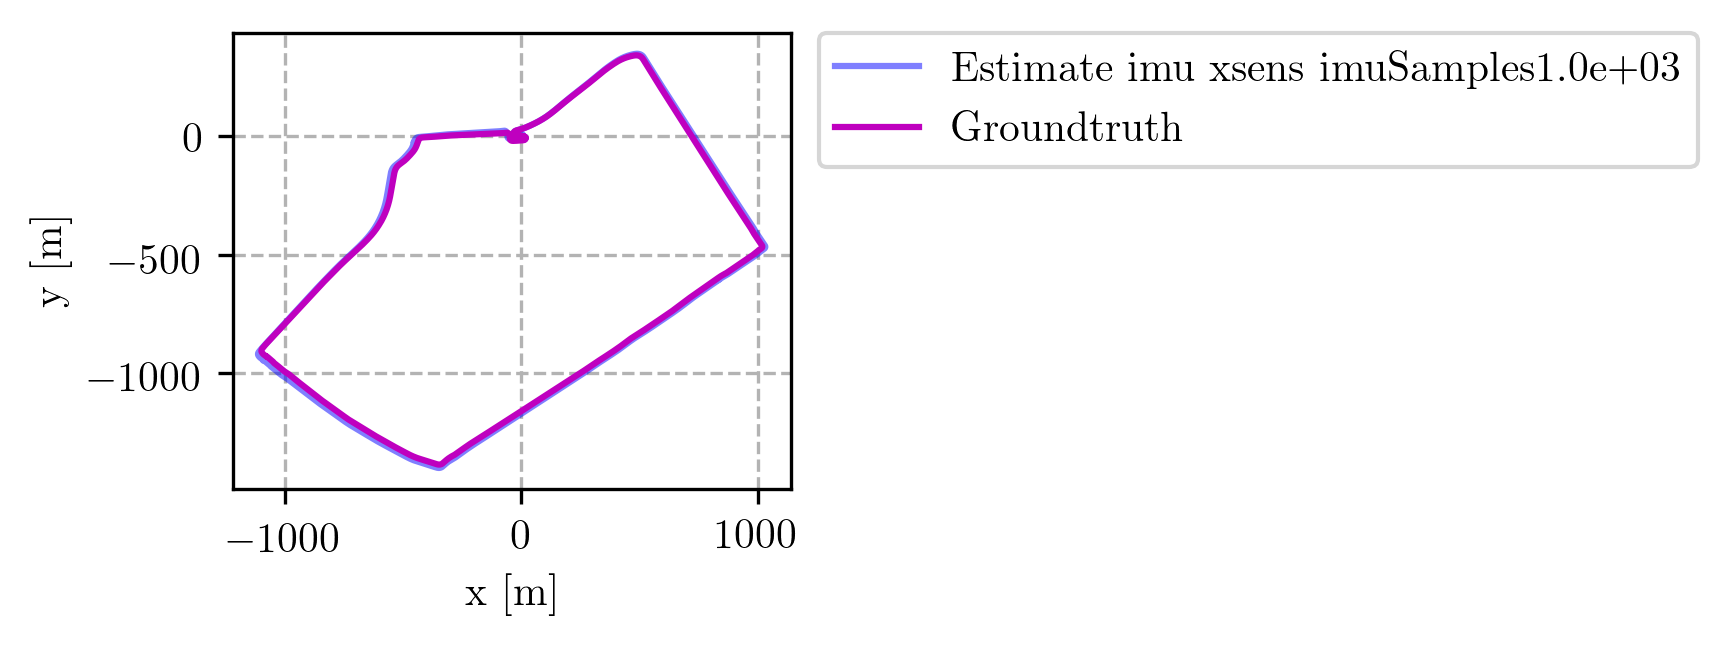 Estimate imu xsens imuSamples1.0e+03
Groundtruth
0
−500
−1000
y [m]
−1000
0
1000
x [m]